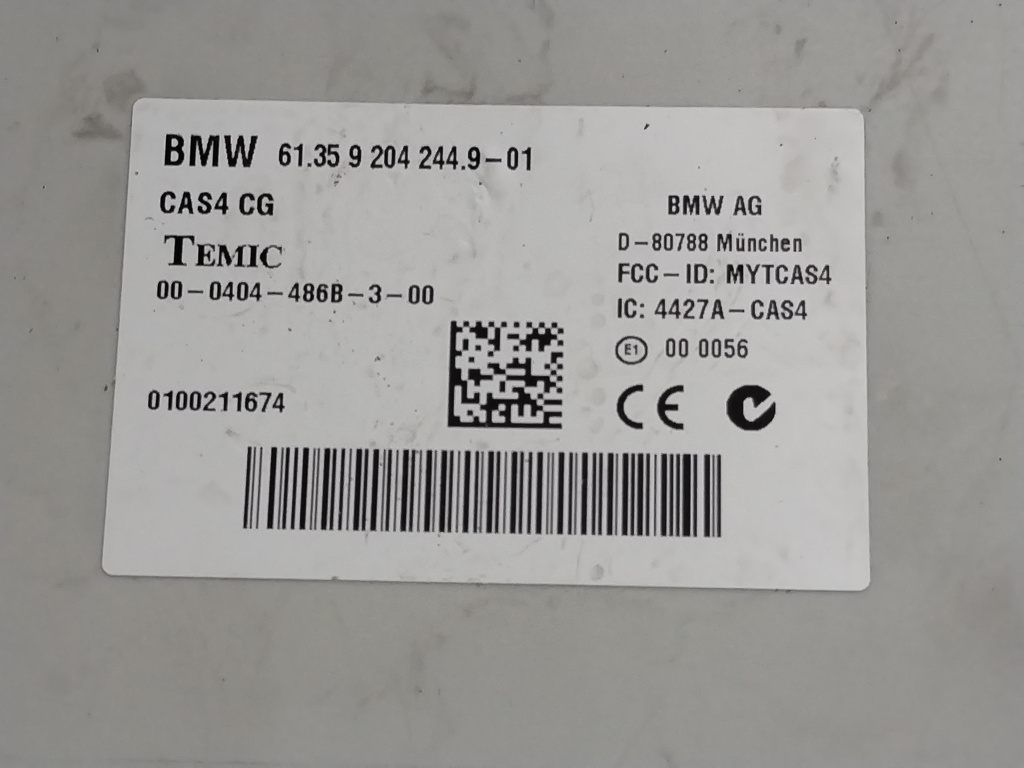 BMW 61.35 9 204 244.9-01
CAS4 CG
TEMIC
00-0404-486B-3-00
0100211674
BMW AG
D-80788 München
FCC-ID: MYTCAS4
IC: 4427A-CAS4
E1 00 0056
CE